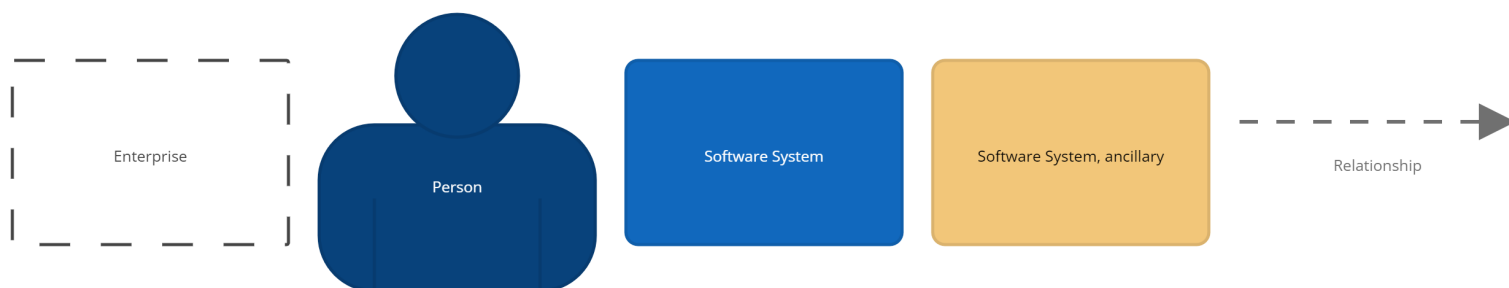 Enterprise
Person
Software System
Software System, ancillary
Relationship